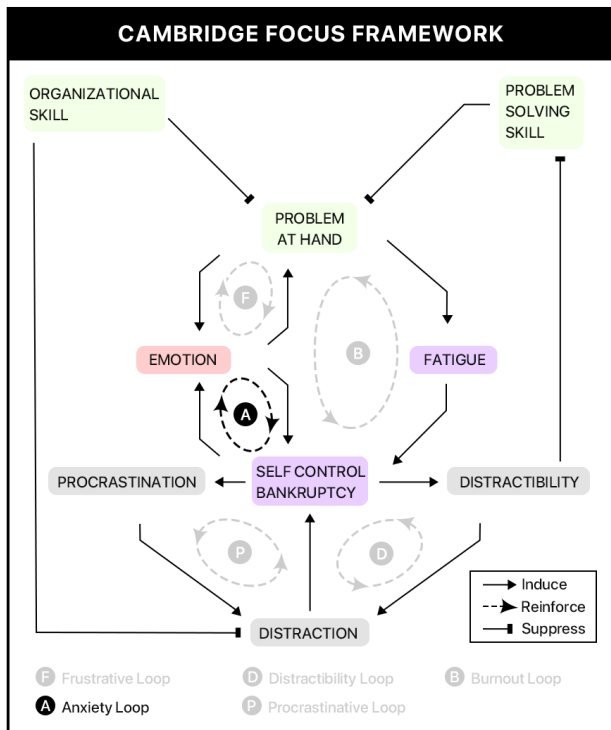 CAMBRIDGE FOCUS FRAMEWORK
ORGANIZATIONAL
SKILL
PROBLEM
SOLVING
SKILL
PROBLEM
AT HAND
F
B
EMOTION
FATIGUE
A
PROCRASTINATION
SELF CONTROL
BANKRUPTCY
DISTRACTIBILITY
P
D
DISTRACTION
Induce
Reinforce
Suppress
F Frustrative Loop
D Distractibility Loop
B Burnout Loop
A Anxiety Loop
P Procrastinative Loop